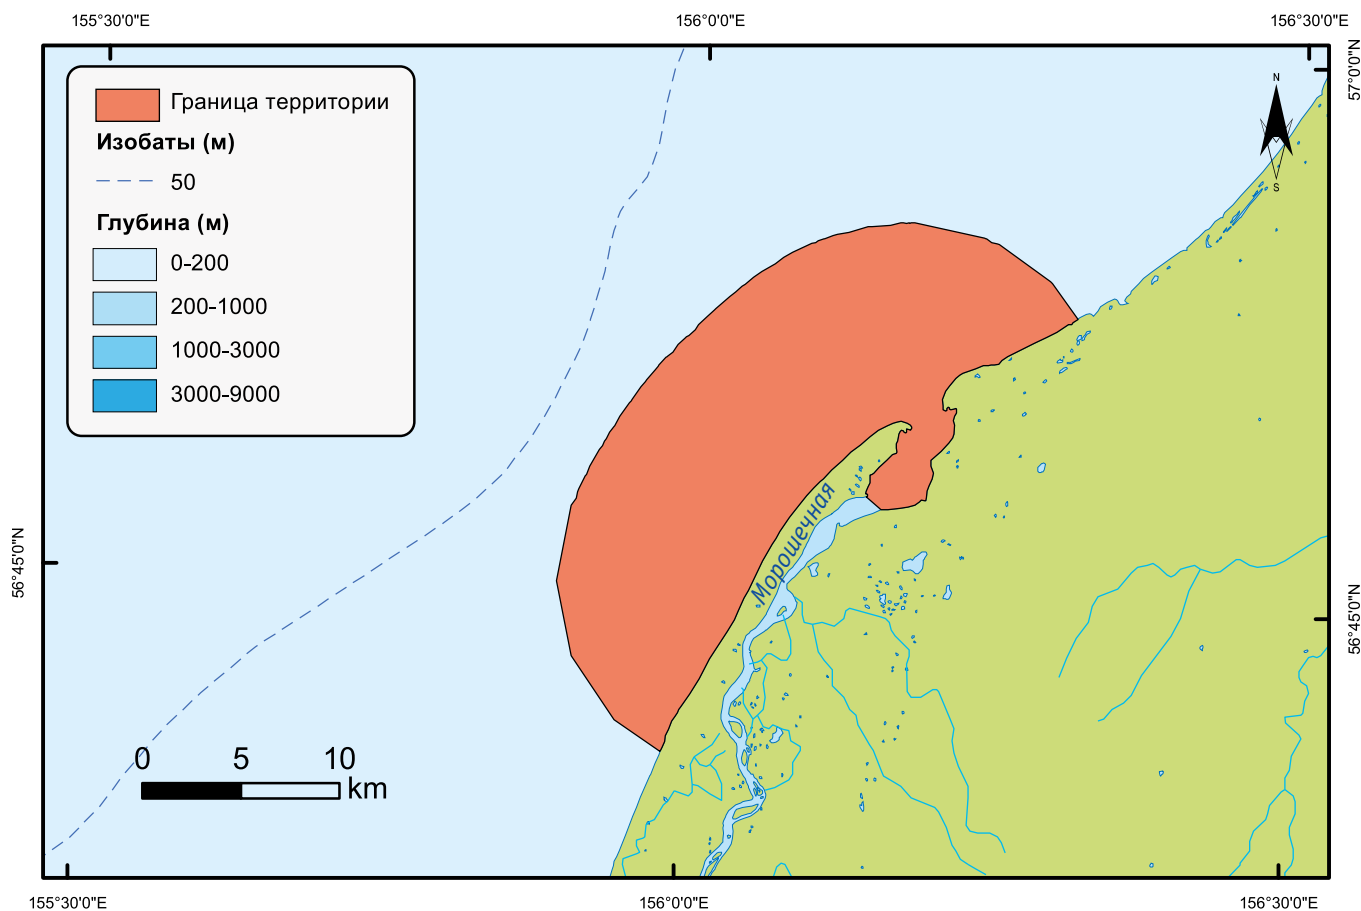 155°30'0"E
156°0'0"E
156°30'0"E
57°0'0"N
Граница территории
Изобаты (м)
50
Глубина (м)
0-200
200-1000
1000-3000
3000-9000
N
S
Морошечная
56°45'0"N
56°45'0"N
0
5
10
km
155°30'0"E
156°0'0"E
156°30'0"E